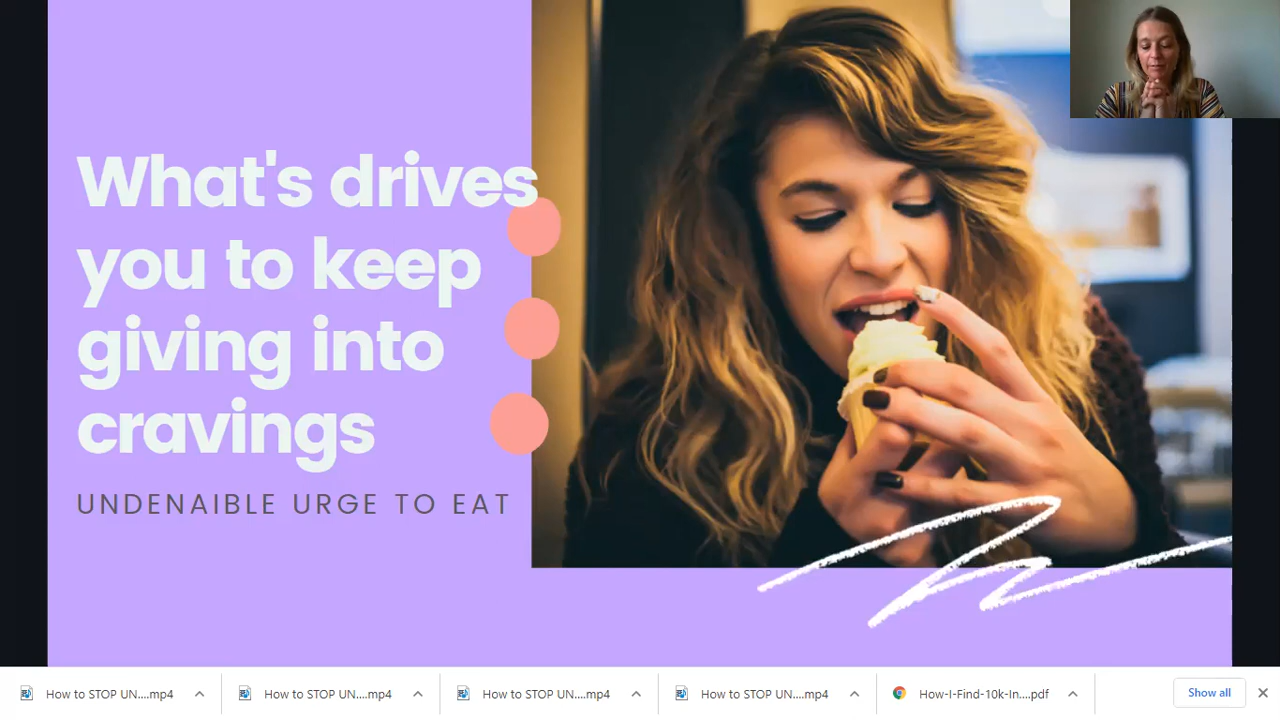 What's drives
you to keep
giving into
cravings
UNDENAIBLE URGE TO EAT
How to STOP UN....mp4
How to STOP UN....mp4
How to STOP UN....mp4
How to STOP UN....mp4
How-I-Find-10k-In....pdf
Show all